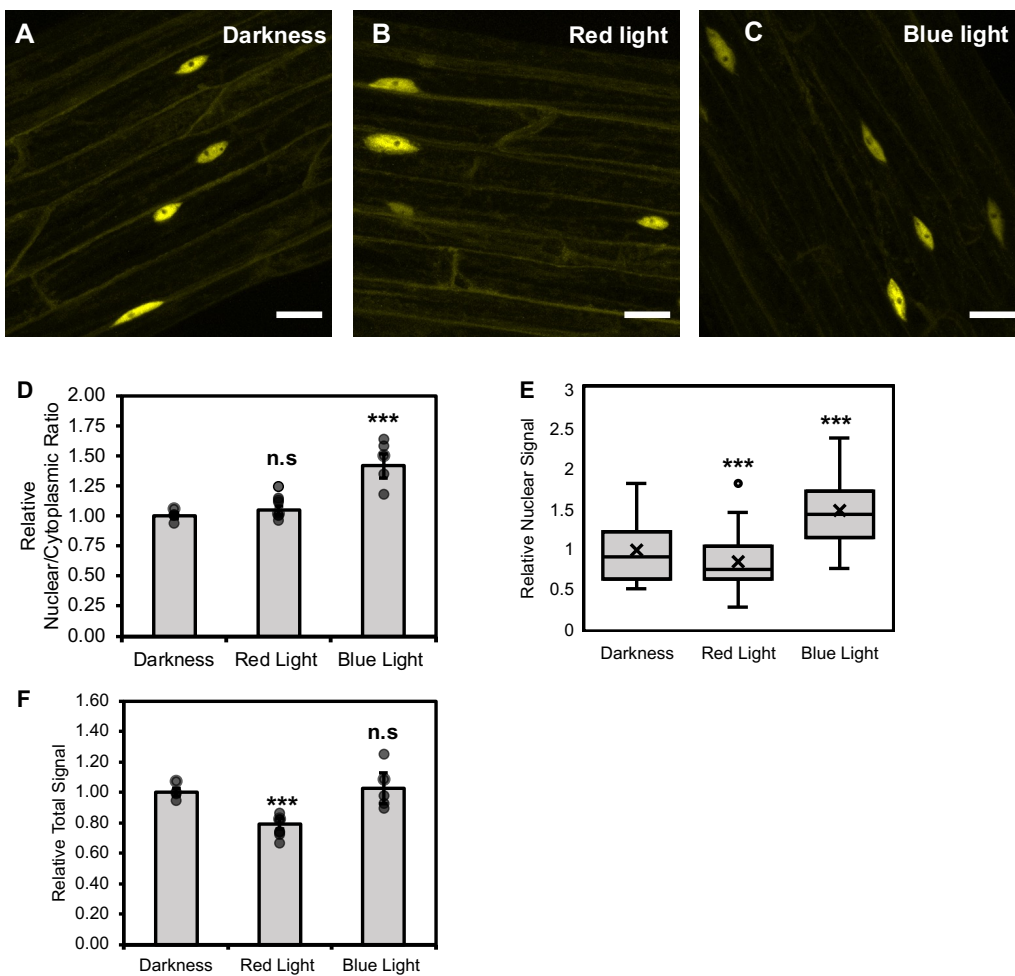 A
Darkness
B
Red light
C
Blue light
D
Relative
Nuclear/Cytoplasmic Ratio
2.00
1.75
1.50
1.25
1.00
0.75
0.50
0.25
0.00
n.s
***
Darkness
Red Light
Blue Light
E
Relative Nuclear Signal
3
2.5
2
1.5
1
0.5
0
***
***
Darkness
Red Light
Blue Light
F
Relative Total Signal
1.60
1.40
1.20
1.00
0.80
0.60
0.40
0.20
0.00
***
n.s
Darkness
Red Light
Blue Light